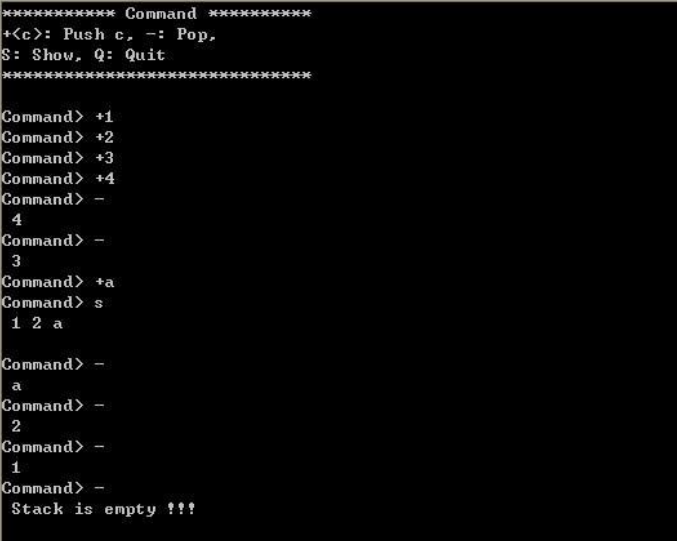 *********** Command **********
+<c>: Push c, -: Pop,
S: Show, Q: Quit
******************************
Command> +1
Command> +2
Command> +3
Command> +4
Command> -
4
Command> -
3
Command> +a
Command> s
1 2 a
Command> -
a
Command> -
2
Command> -
1
Command> -
Stack is empty !!!